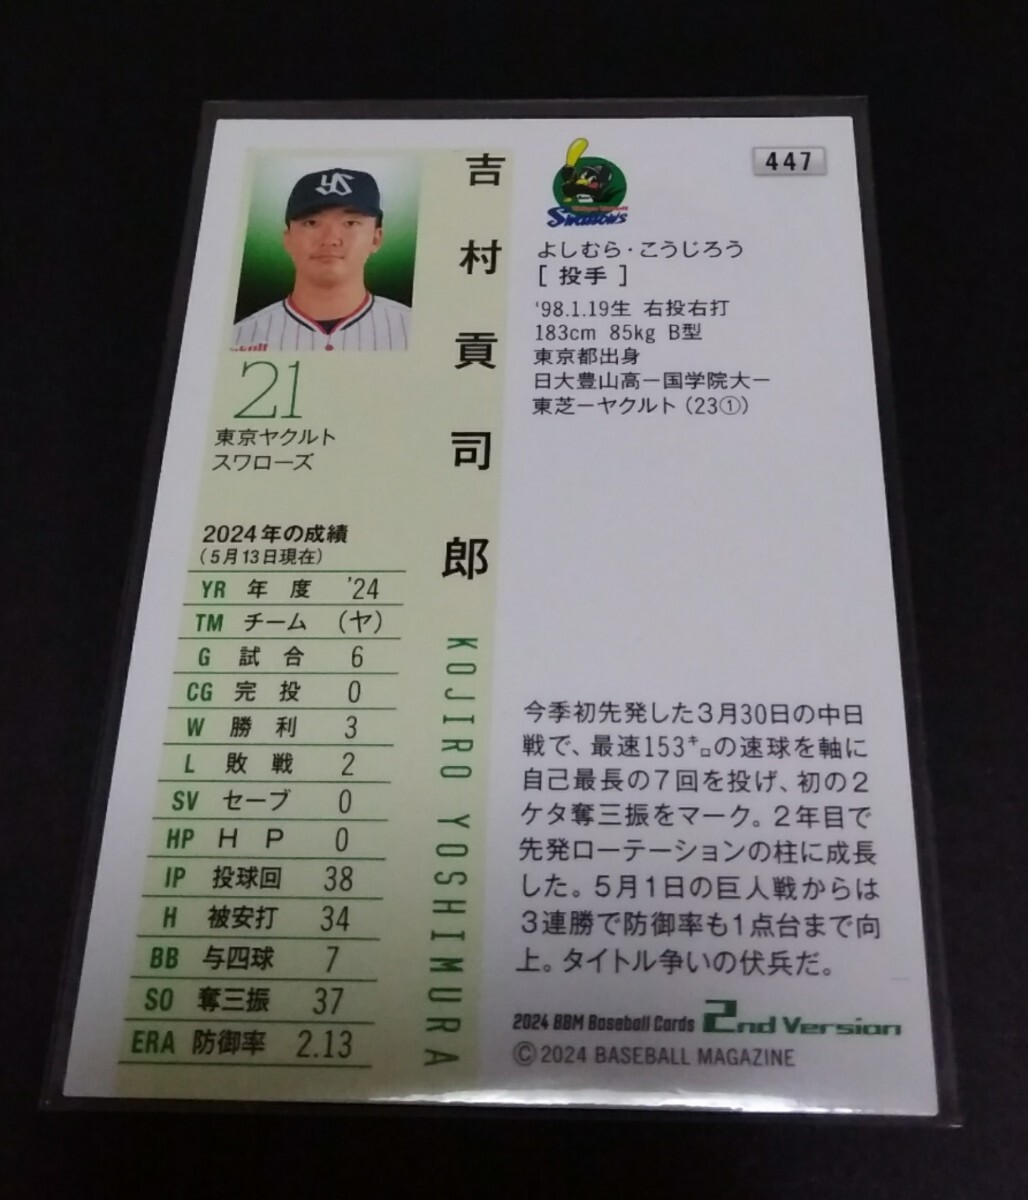 447
Swallows
YS
吉村貢司郎
KOJIRO YOSHIMURA
21
東京ヤクルト
スワローズ
よしむら・こうじろう
[ 投手 ]
'98.1.19生 右投右打
183cm 85kg B型
東京都出身
日大豊山高ー国学院大ー
東芝ーヤクルト (23①)
2024年の成績
(5月13日現在)
YR 年度 '24
TM チーム (ヤ)
G 試合 6
CG 完投 0
W 勝利 3
L 敗戦 2
SV セーブ 0
HP HP 0
IP 投球回 38
H 被安打 34
BB 与四球 7
SO 奪三振 37
ERA 防御率 2.13
今季初先発した3月30日の中日
戦で、最速153㌔の速球を軸に
自己最長の7回を投げ、初の2
ケタ奪三振をマーク。2年目で
先発ローテーションの柱に成長
した。5月1日の巨人戦からは
3連勝で防御率も1点台まで向
上。タイトル争いの伏兵だ。
2024 BBM Baseball Cards 2nd Version
©2024 BASEBALL MAGAZINE